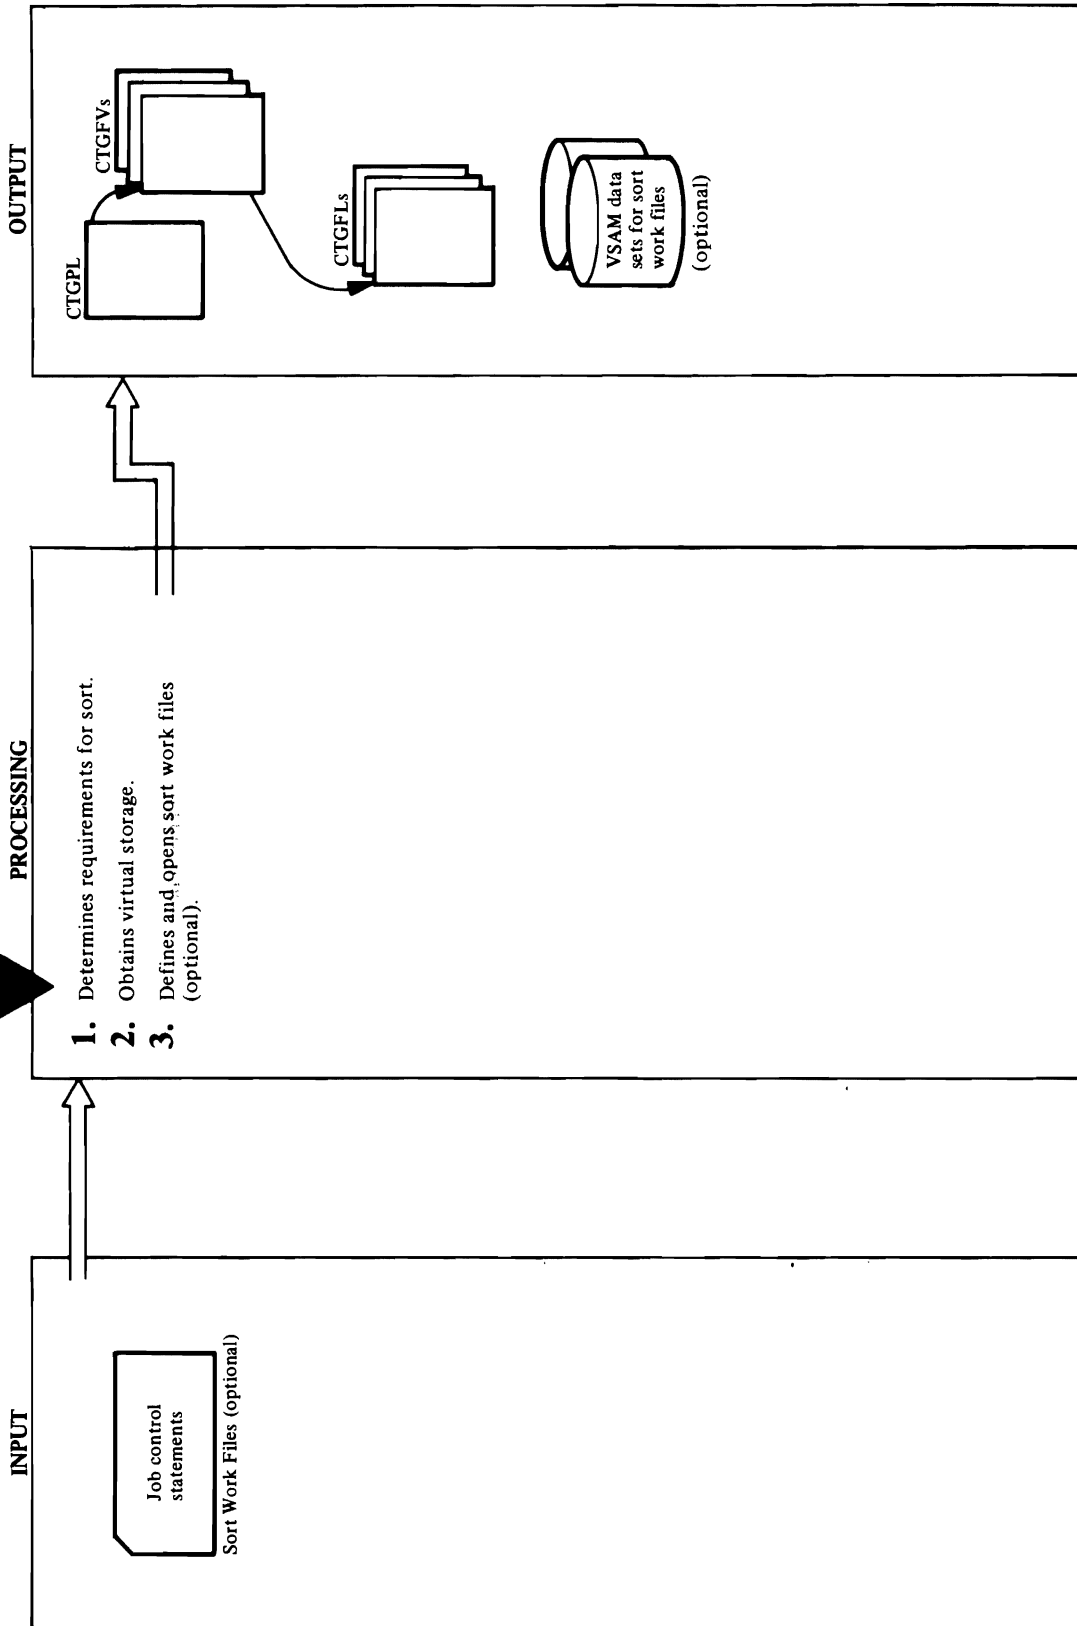 INPUT
Job control
statements
Sort Work Files (optional)
PROCESSING
1. Determines requirements for sort.
2. Obtains virtual storage.
3. Defines and opens sort work files
(optional).
OUTPUT
CTGPL
CTGFVs
CTGFLs
VSAM data
sets for sort
work files
(optional)